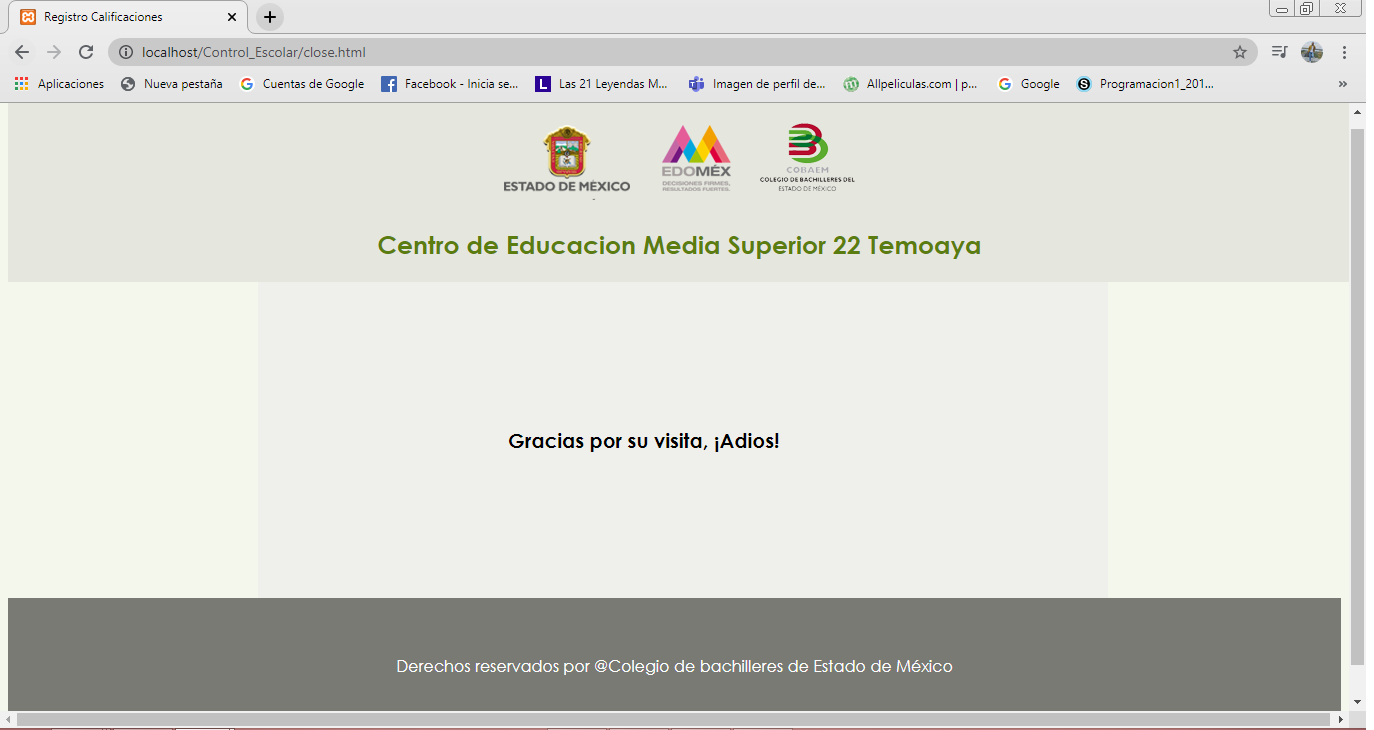 Registro Calificaciones
localhost/Control_Escolar/close.html
Aplicaciones Nueva pestaña Cuentas de Google Facebook - Inicia se... L Las 21 Leyendas M... Imagen de perfil de... Allpeliculas.com | p... Google Programacion1_201... »
ESTADO DE MÉXICO
EDOMÉX
DECISIONES FIRMES,
RESULTADOS FUERTES.
COBAEM
COLEGIO DE BACHILLERES DEL
ESTADO DE MÉXICO
Centro de Educacion Media Superior 22 Temoaya
Gracias por su visita, ¡Adios!
Derechos reservados por @Colegio de bachilleres de Estado de México